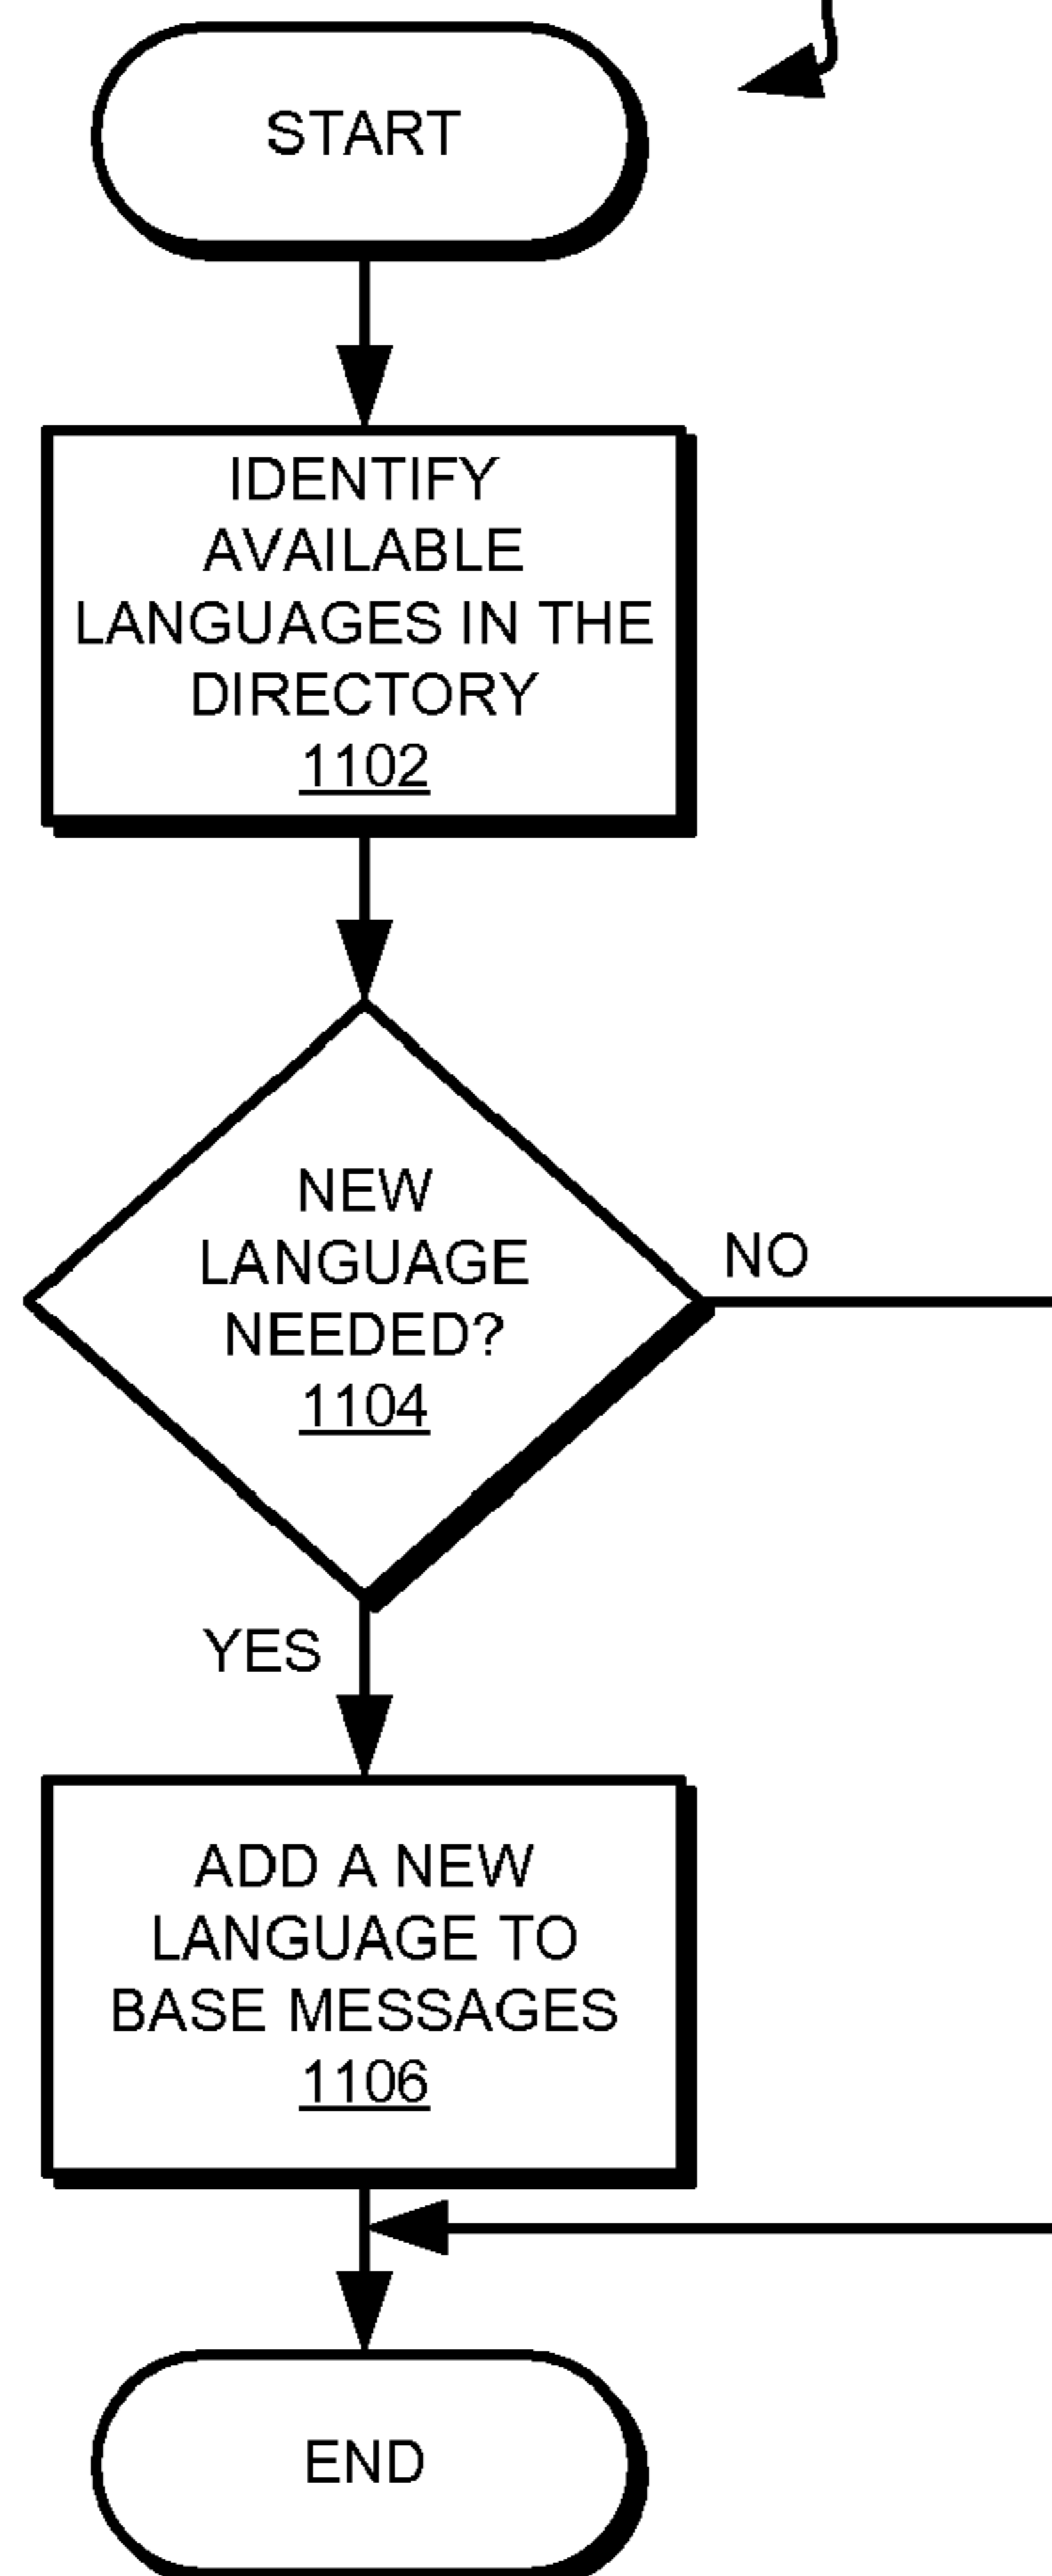 START
IDENTIFY
AVAILABLE
LANGUAGES IN THE
DIRECTORY
1102
NEW
LANGUAGE
NEEDED?
1104
NO
YES
ADD A NEW
LANGUAGE TO
BASE MESSAGES
1106
END